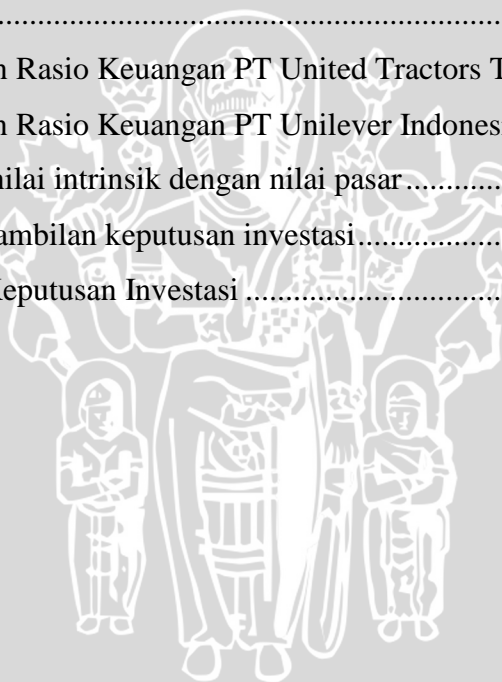 ....................................................................
n Rasio Keuangan PT United Tractors T
n Rasio Keuangan PT Unilever Indonesi
nilai intrinsik dengan nilai pasar.............
ambilan keputusan investasi...................
Keputusan Investasi ..............................